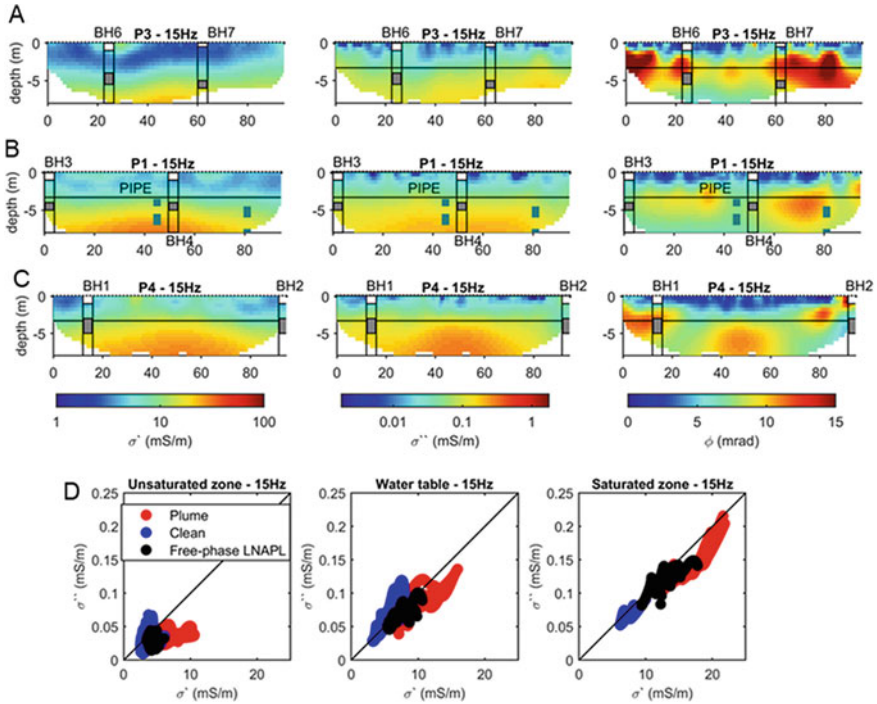 A
BH6 P3 - 15Hz BH7
BH6 P3 - 15Hz BH7
BH6 P3 - 15Hz BH7
depth (m)
0
-5
0 20 40 60 80
0 20 40 60 80
0 20 40 60 80
B
BH3 P1 - 15Hz
BH3 P1 - 15Hz
BH3 P1 - 15Hz
depth (m)
0
-5
PIPE
PIPE
PIPE
BH4
BH4
BH4
0 20 40 60 80
0 20 40 60 80
0 20 40 60 80
C
BH1 P4 - 15Hz BH2
BH1 P4 - 15Hz BH2
BH1 P4 - 15Hz BH2
depth (m)
0
-5
0 20 40 60 80
0 20 40 60 80
0 20 40 60 80
1 10 100
σ` (mS/m)
0.01 0.1 1
σ`` (mS/m)
0 5 10 15
ϕ (mrad)
D
Unsaturated zone - 15Hz
Water table - 15Hz
Saturated zone - 15Hz
Plume
Clean
Free-phase LNAPL
σ`` (mS/m)
0.25
0.2
0.15
0.1
0.05
0
0 10 20
σ` (mS/m)
σ`` (mS/m)
0.25
0.2
0.15
0.1
0.05
0
0 10 20
σ` (mS/m)
σ`` (mS/m)
0.25
0.2
0.15
0.1
0.05
0
0 10 20
σ` (mS/m)